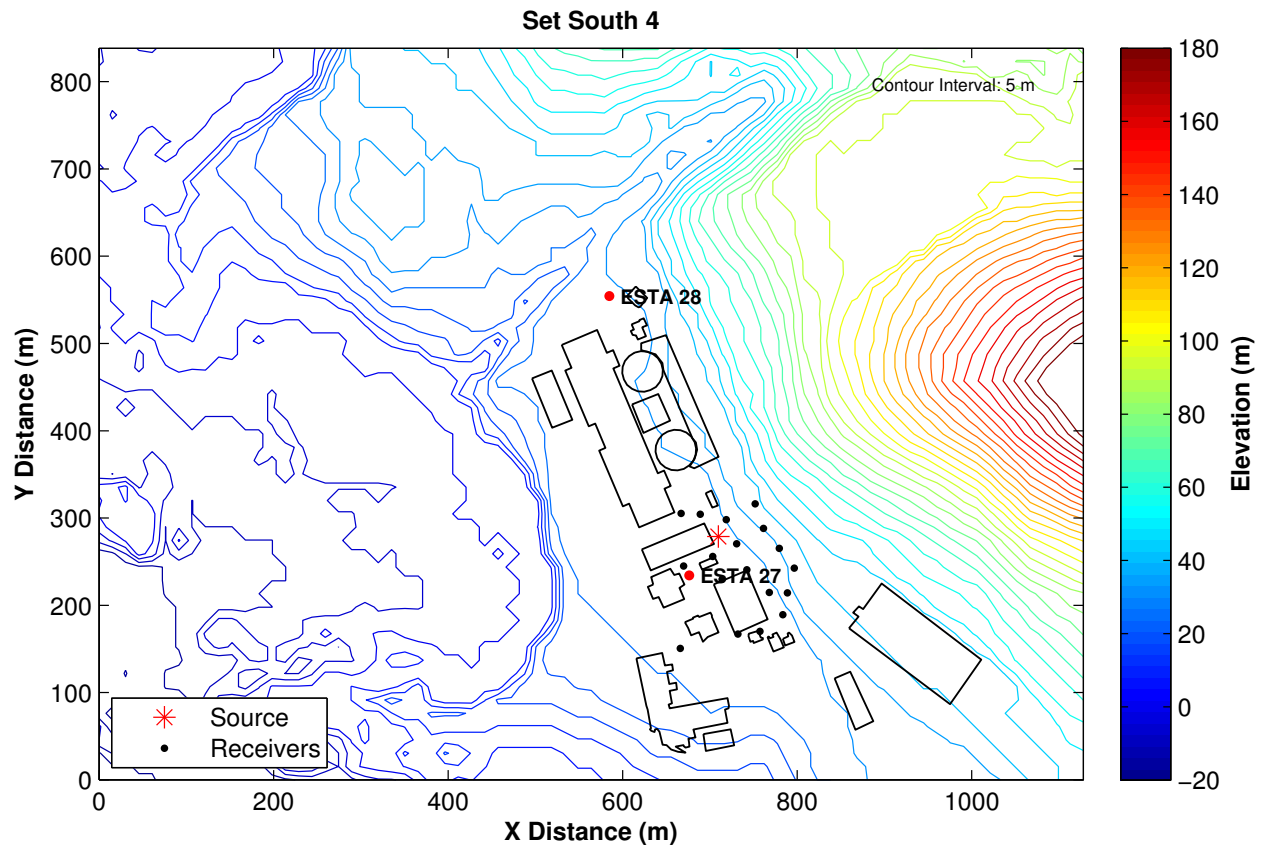 Set South 4
Contour Interval: 5 m
800
700
600
500
400
300
200
100
0
Y Distance (m)
ESTA 28
ESTA 27
Source
Receivers
0 200 400 600 800 1000
X Distance (m)
180
160
140
120
100
80
60
40
20
0
−20
Elevation (m)